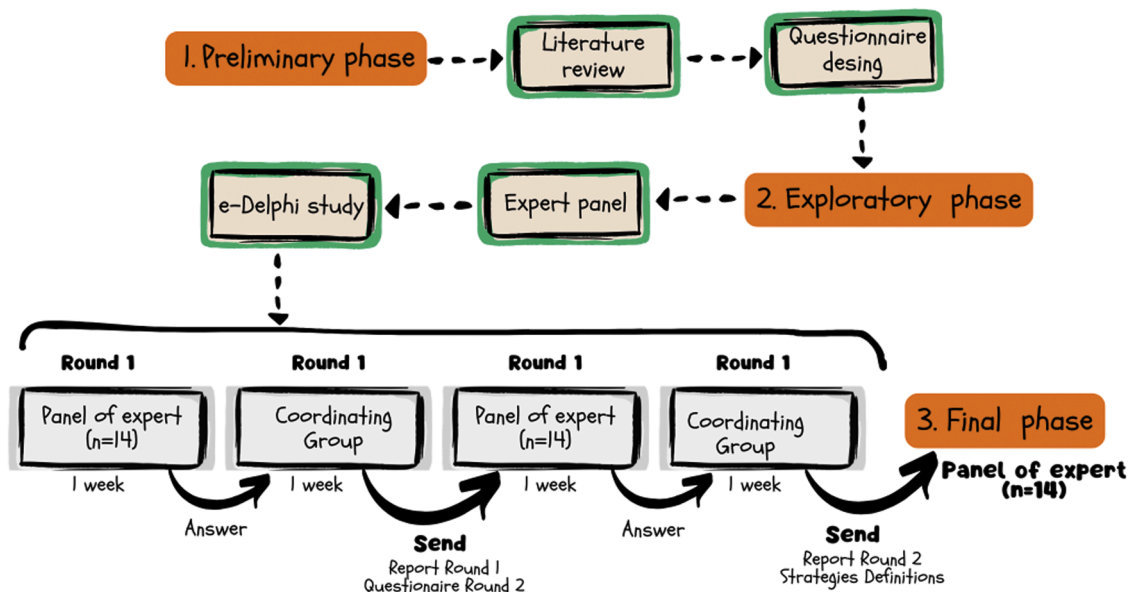 1. Preliminary phase
Literature
review
Questionnaire
desing
2. Exploratory phase
Expert panel
e-Delphi study
Round 1
Panel of expert
(n=14)
1 week
Answer
Round 1
Coordinating
Group
1 week
Send
Report Round 1
Questionaire Round 2
Round 1
Panel of expert
(n=14)
1 week
Answer
Round 1
Coordinating
Group
1 week
Send
Report Round 2
Strategies Definitions
3. Final phase
Panel of expert
(n=14)